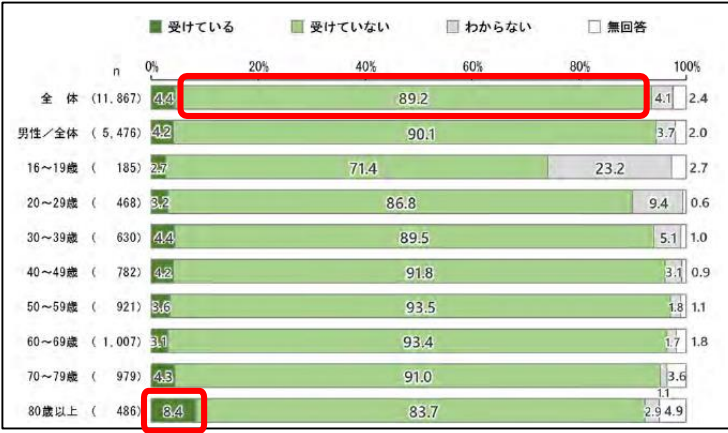 受けている 受けていない わからない 無回答
n 0% 20% 40% 60% 80% 100%
全 体 (11,867) 4.4 89.2 4.1 2.4
男性／全体 ( 5,476) 4.2 90.1 3.7 2.0
16～19歳 ( 185) 2.7 71.4 23.2 2.7
20～29歳 ( 468) 3.2 86.8 9.4 0.6
30～39歳 ( 630) 4.4 89.5 5.1 1.0
40～49歳 ( 782) 4.2 91.8 3.1 0.9
50～59歳 ( 921) 3.6 93.5 1.8 1.1
60～69歳 ( 1,007) 3.1 93.4 1.7 1.8
70～79歳 ( 979) 4.3 91.0 1.1 3.6
80歳以上 ( 486) 8.4 83.7 2.9 4.9